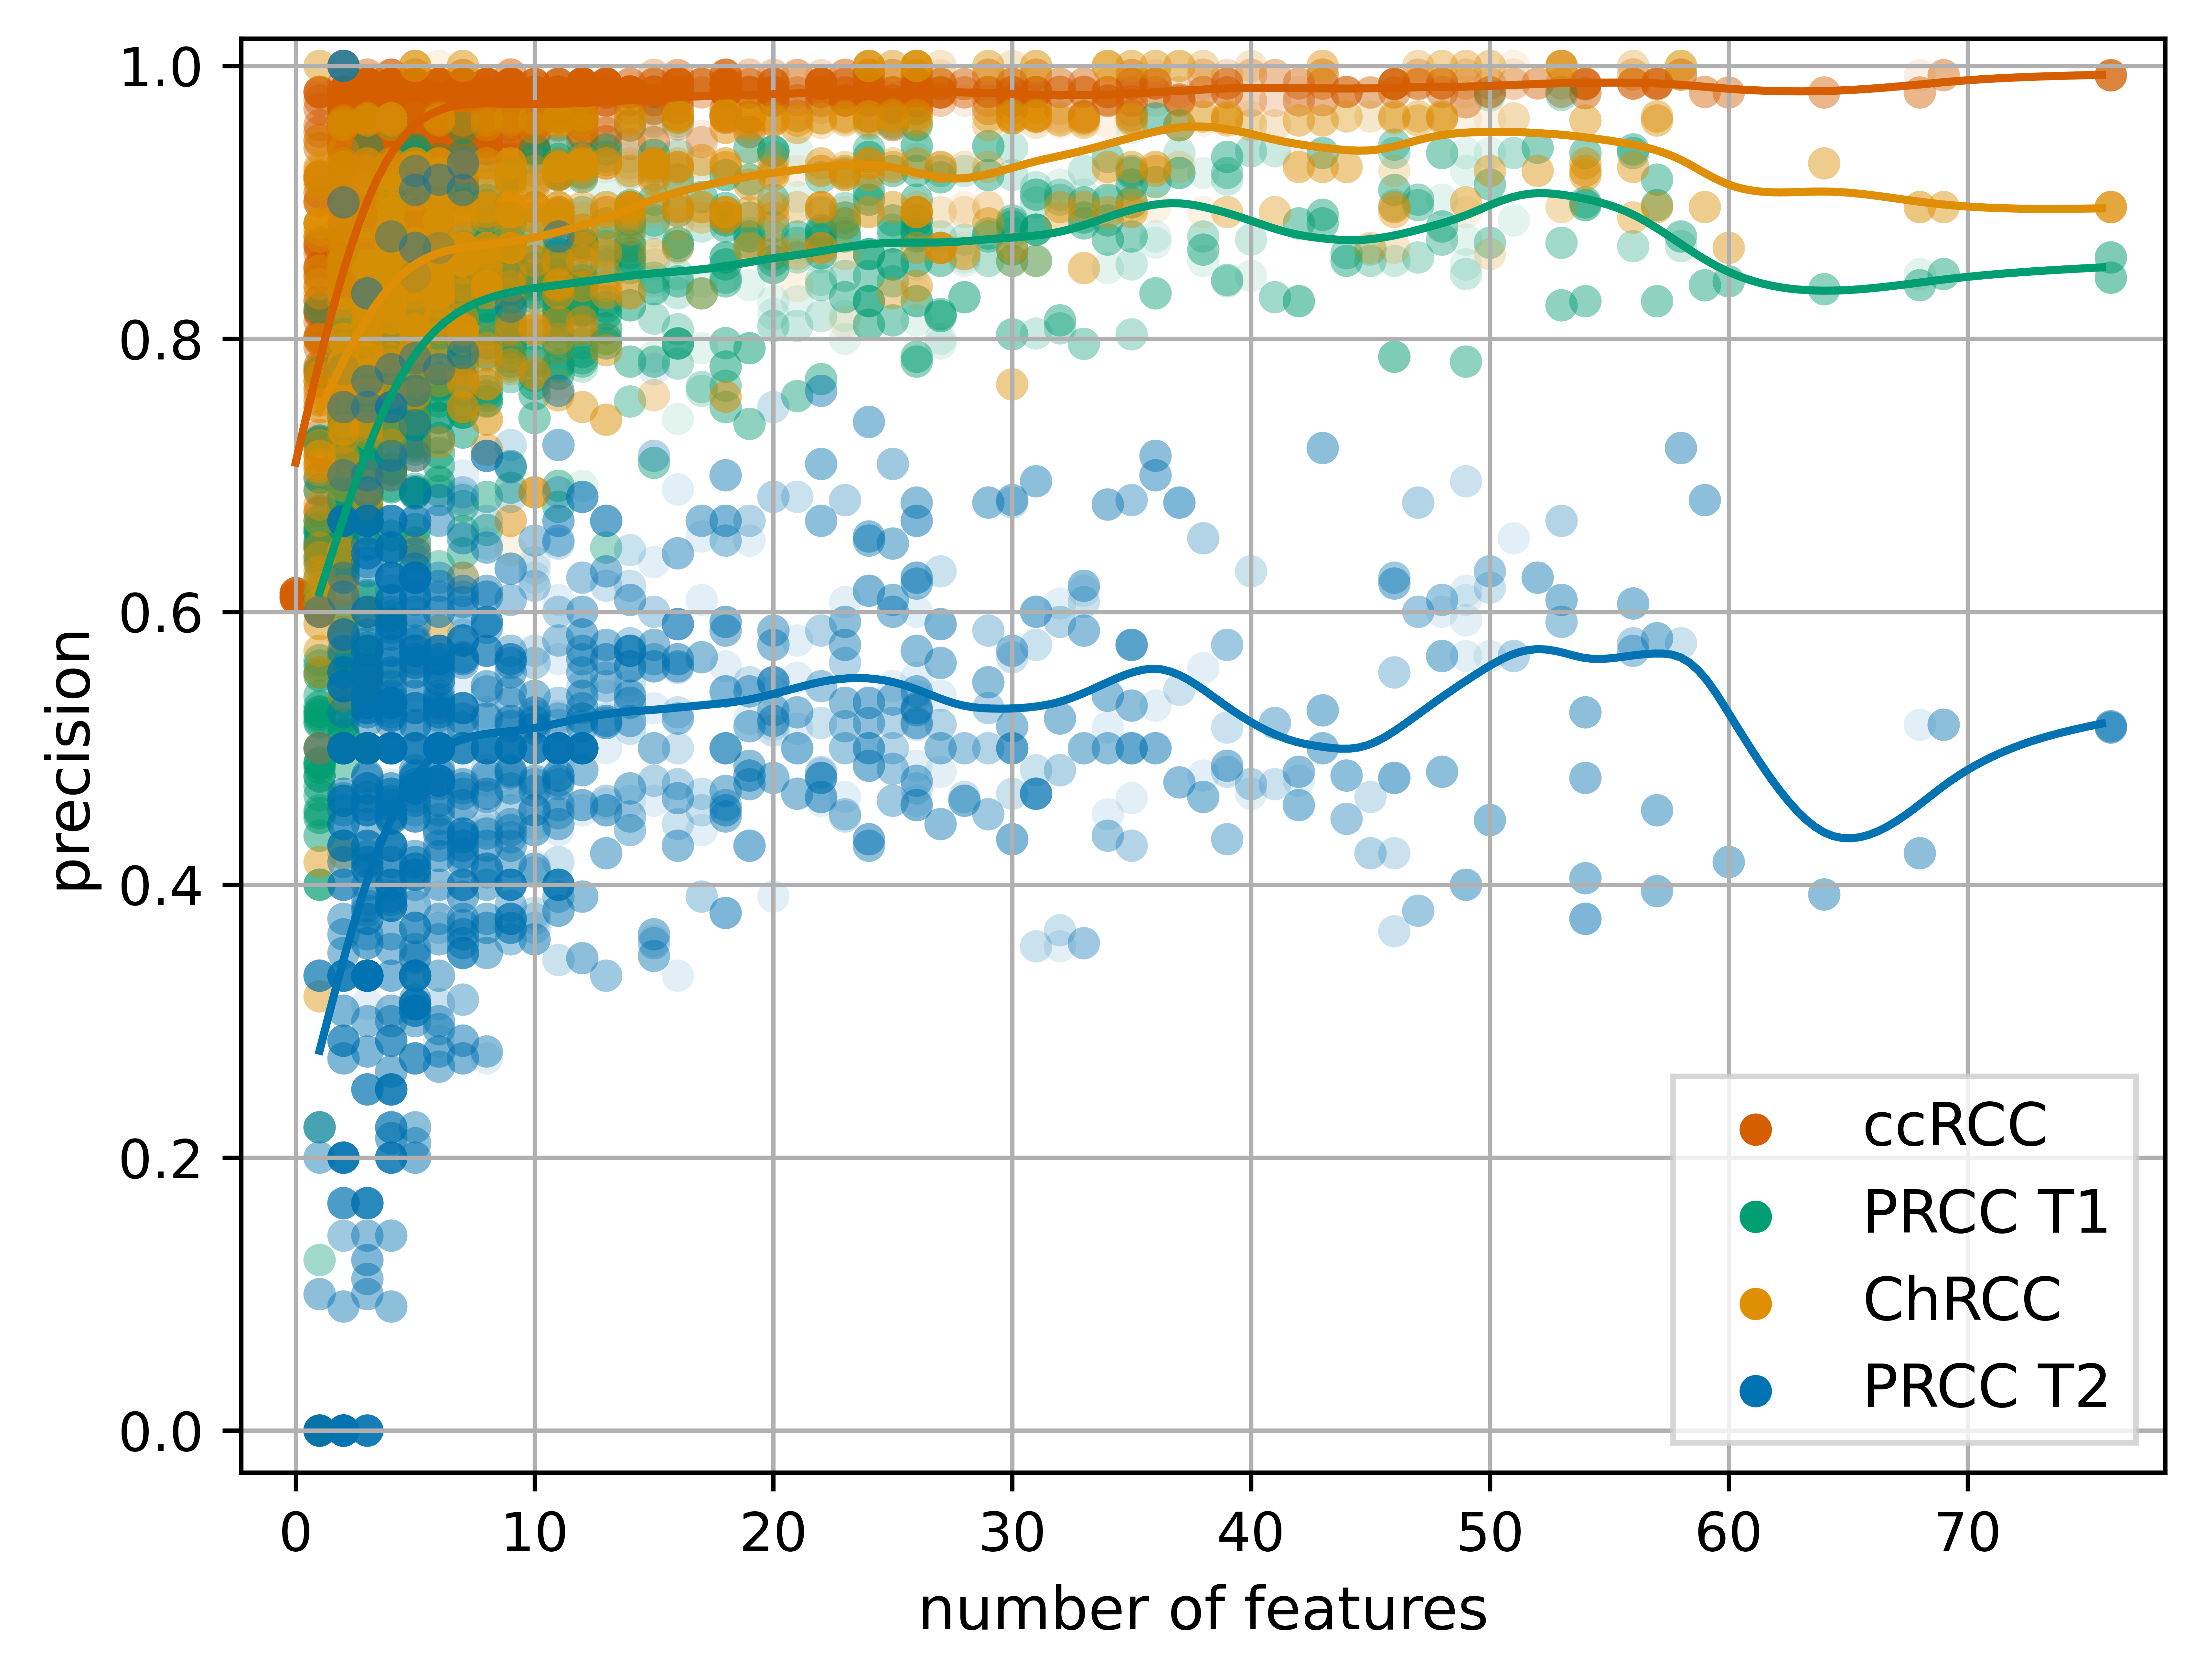 1.0
0.8
0.6
0.4
0.2
0.0
precision
0 10 20 30 40 50 60 70
number of features
ccRCC
PRCC T1
ChRCC
PRCC T2